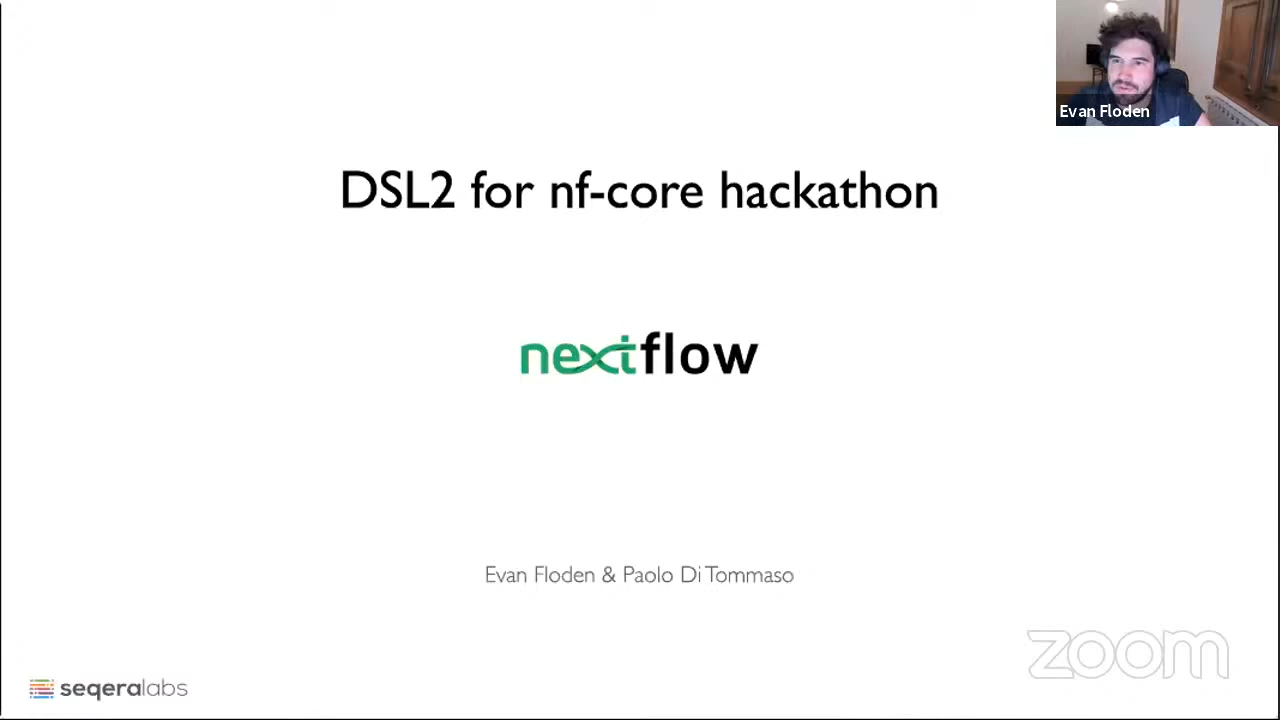 Evan Floden
DSL2 for nf-core hackathon
nextflow
Evan Floden & Paolo Di Tommaso
zoom
seqeralabs